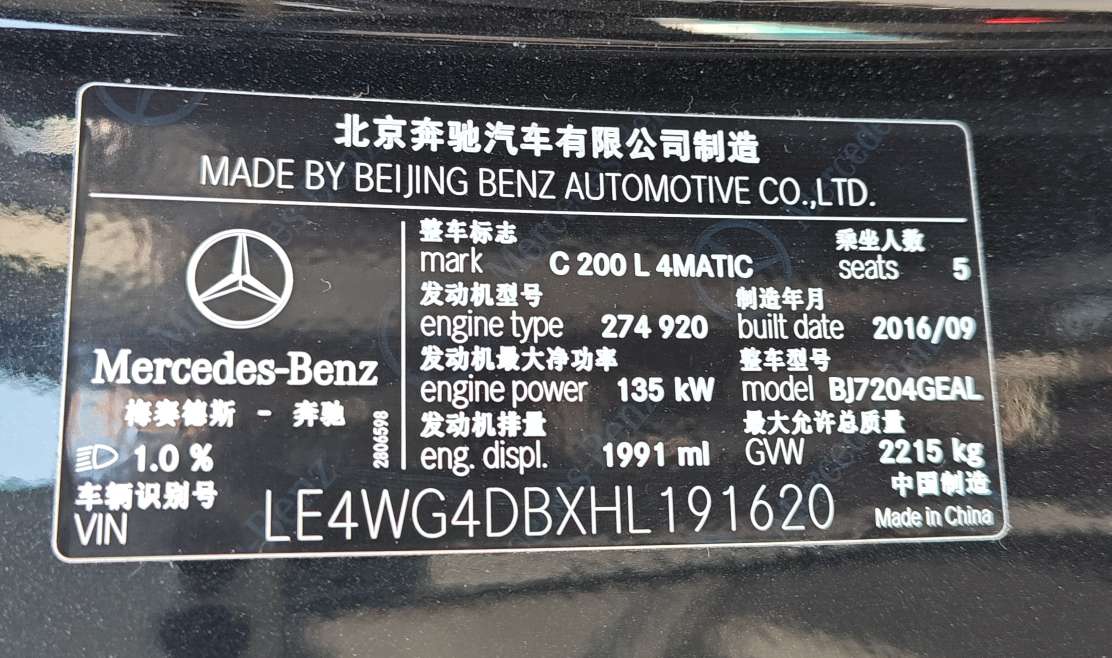 北京奔驰汽车有限公司制造
MADE BY BEIJING BENZ AUTOMOTIVE CO.,LTD.
Mercedes-Benz
梅赛德斯 - 奔驰
1.0 %
2806598
整车标志 乘坐人数
mark C 200 L 4MATIC seats 5
发动机型号 制造年月
engine type 274 920 built date 2016/09
发动机最大净功率 整车型号
engine power 135 kW model BJ7204GEAL
发动机排量 最大允许总质量
eng. displ. 1991 ml GVW 2215 kg
车辆识别号 中国制造
VIN LE4WG4DBXHL191620 Made in China